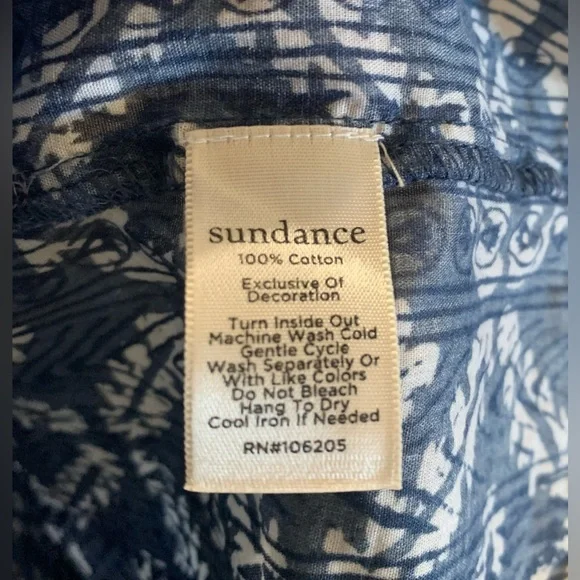 sundance
100% Cotton
Exclusive Of
Decoration
Turn Inside Out
Machine Wash Cold
Gentle Cycle
Wash Separately Or
With Like Colors
Do Not Bleach
Hang To Dry
Cool Iron If Needed
RN#106205